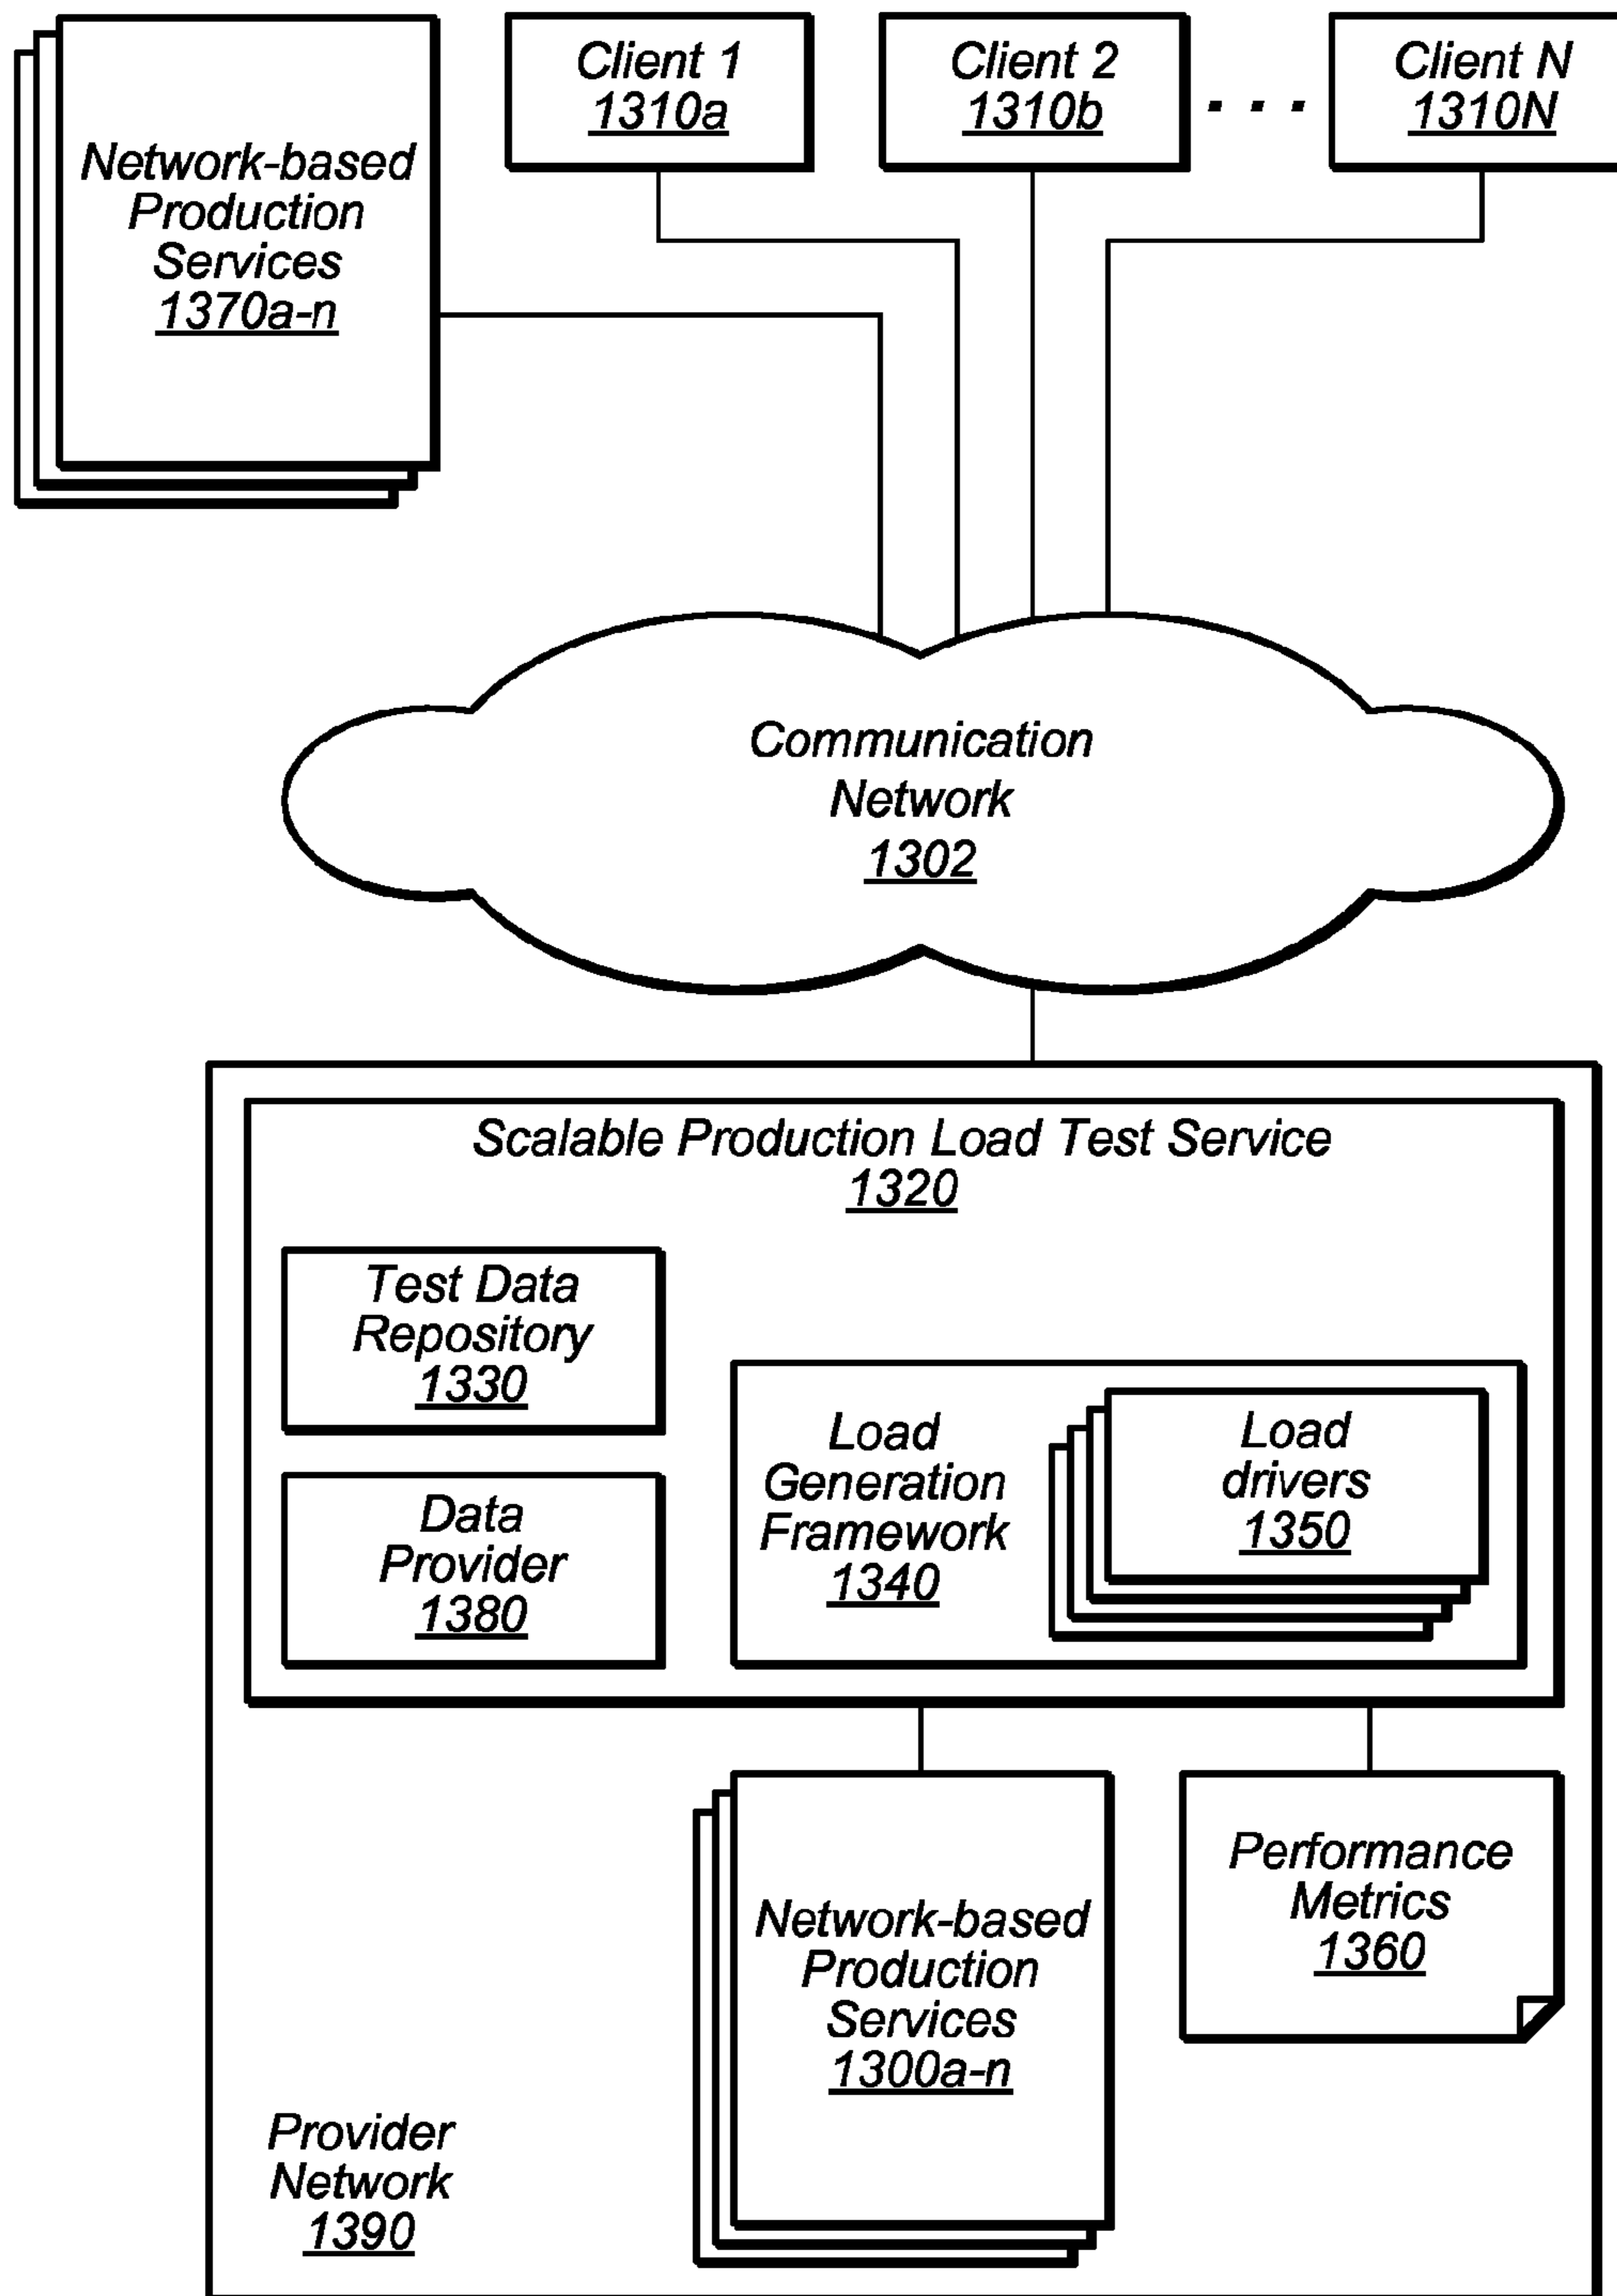 Network-based
Production
Services
1370a-n
Client 1
1310a
Client 2
1310b
. . .
Client N
1310N
Communication
Network
1302
Scalable Production Load Test Service
1320
Test Data
Repository
1330
Data
Provider
1380
Load
Generation
Framework
1340
Load
drivers
1350
Network-based
Production
Services
1300a-n
Performance
Metrics
1360
Provider
Network
1390